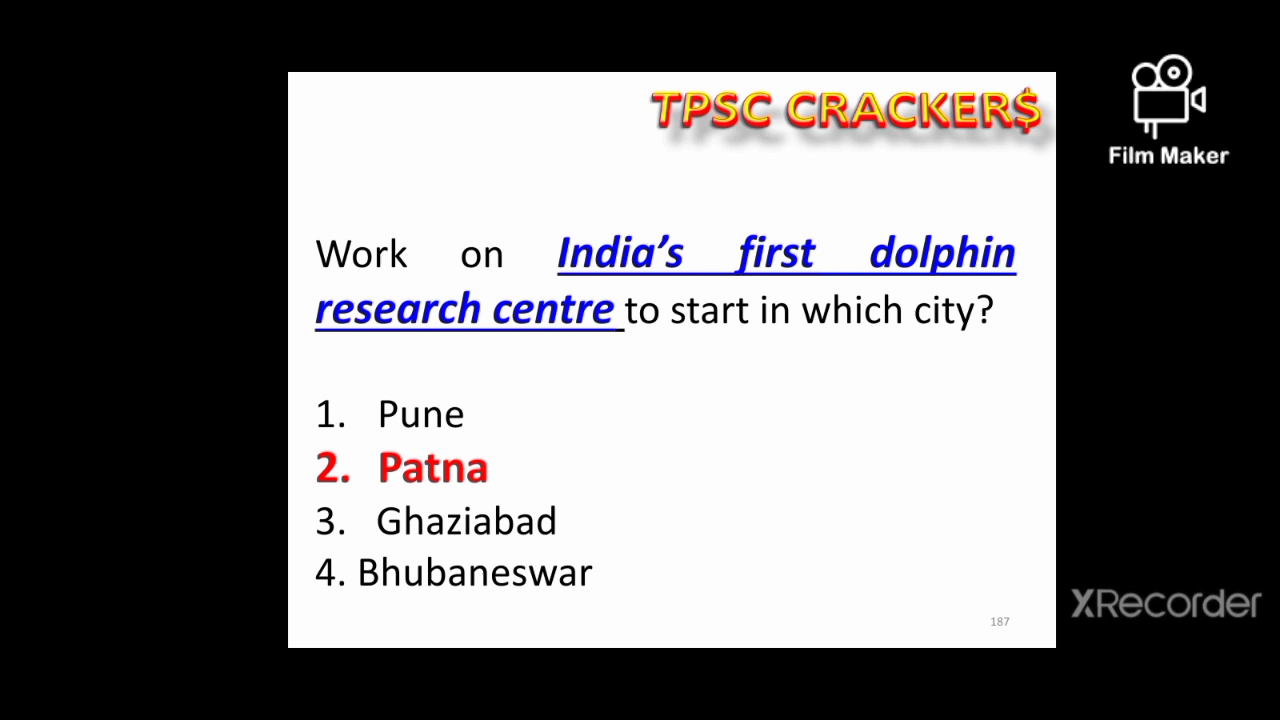 TPSC CRACKER$
Film Maker
Work on India's first dolphin
research centre to start in which city?
1. Pune
2. Patna
3. Ghaziabad
4. Bhubaneswar
XRecorder
187